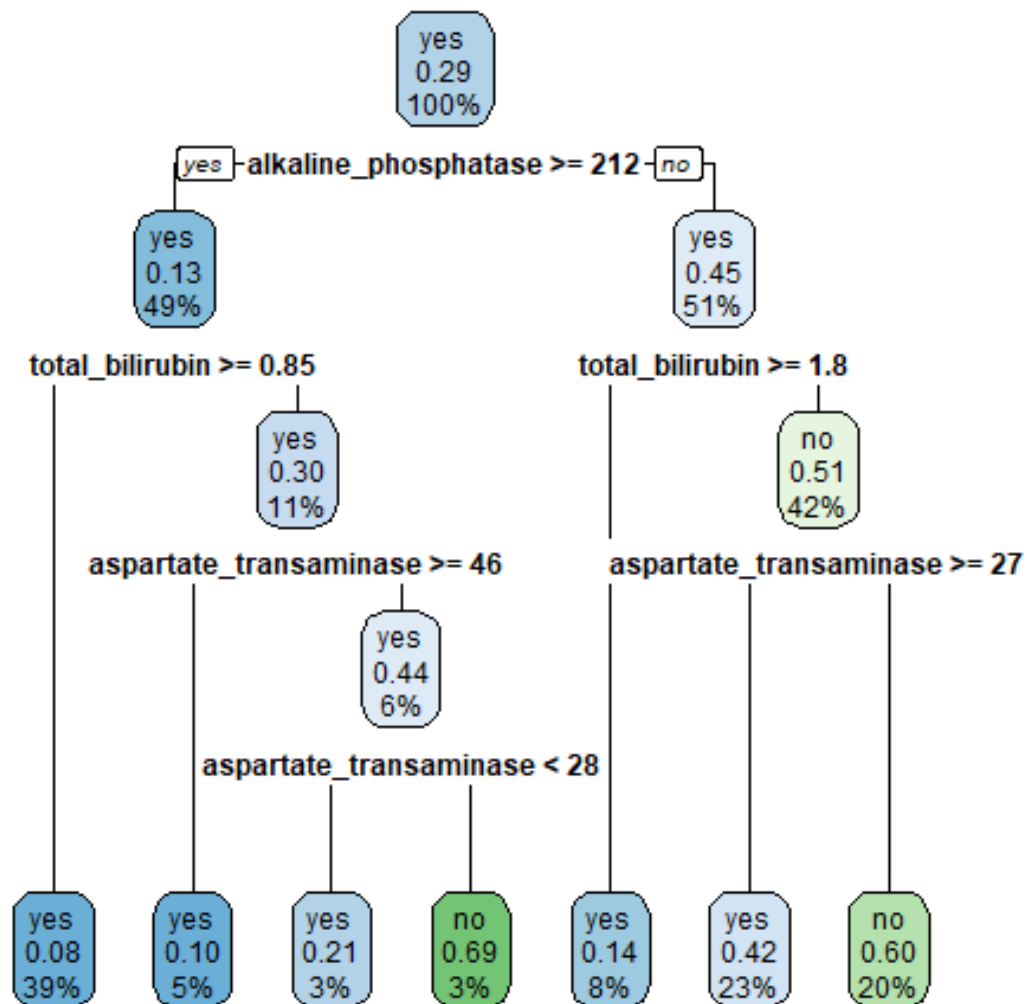 yes
0.29
100%
yes alkaline_phosphatase >= 212 no
yes
0.13
49%
yes
0.45
51%
total_bilirubin >= 0.85
total_bilirubin >= 1.8
yes
0.30
11%
no
0.51
42%
aspartate_transaminase >= 46
aspartate_transaminase >= 27
yes
0.44
6%
aspartate_transaminase < 28
yes
0.08
39%
yes
0.10
5%
yes
0.21
3%
no
0.69
3%
yes
0.14
8%
yes
0.42
23%
no
0.60
20%